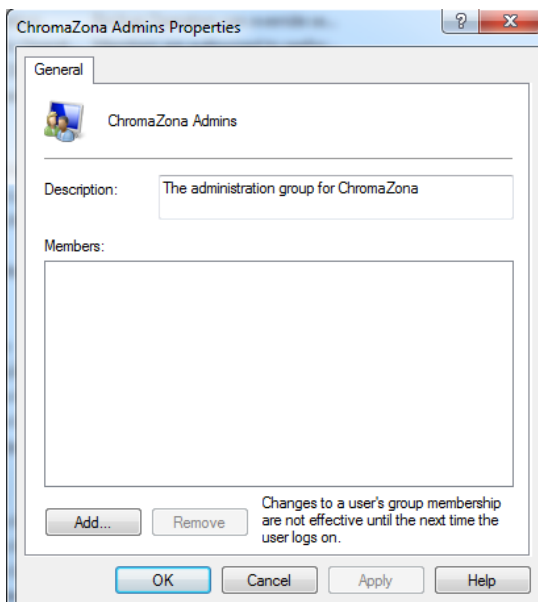 ChromaZona Admins Properties
?
X
General
ChromaZona Admins
Description:
The administration group for ChromaZona
Members:
Add...
Remove
Changes to a user's group membership
are not effective until the next time the
user logs on.
OK
Cancel
Apply
Help